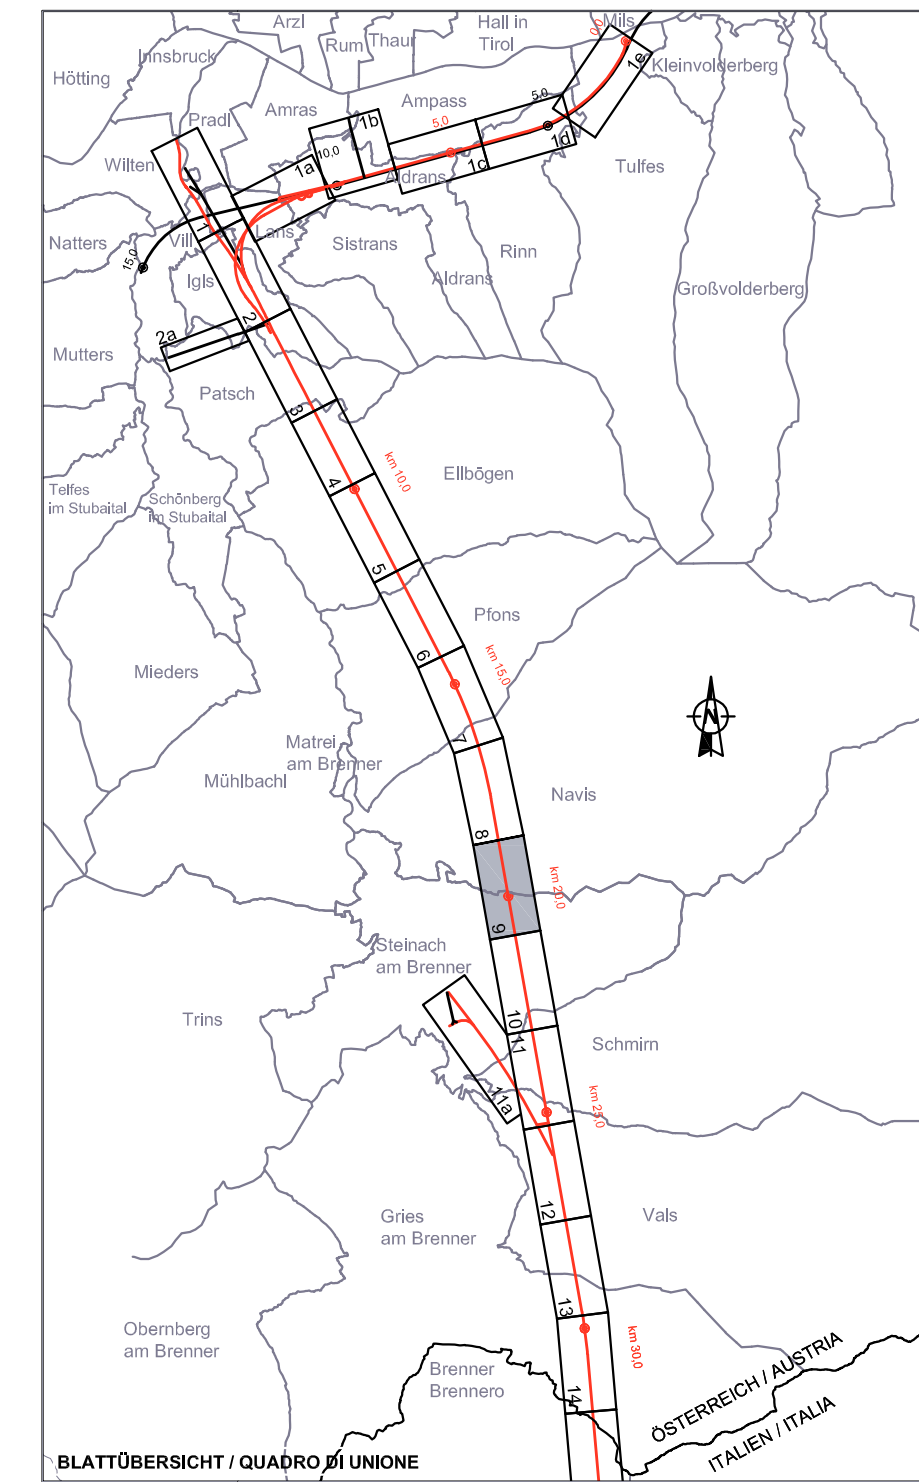 Arzl
Hall in
Tirol
Mils
0,0
Rum
Thaur
Innsbruck
Kleinvolderberg
1e
Hötting
Amras
Ampass
5,0
5,0
Pradl
1b
10,0
1d
Wilten
1a
Aldrans
1c
Tulfes
Natters
Vill
1
Lans
Sistrans
Rinn
15,0
Igls
Aldrans
Großvolderberg
2
2a
Mutters
Patsch
3
Ellbögen
km 10,0
4
Telfes
im Stubaital
Schönberg
im Stubaital
5
Pfons
6
km 15,0
Mieders
N
Matrei
am Brenner
7
Mühlbachl
Navis
8
km 20,0
9
Steinach
am Brenner
Trins
10
11
Schmirn
11a
km 25,0
Gries
am Brenner
12
Vals
13
km 30,0
Obernberg
am Brenner
Brenner
Brennero
14
ÖSTERREICH / AUSTRIA
ITALIEN / ITALIA
BLATTÜBERSICHT / QUADRO DI UNIONE